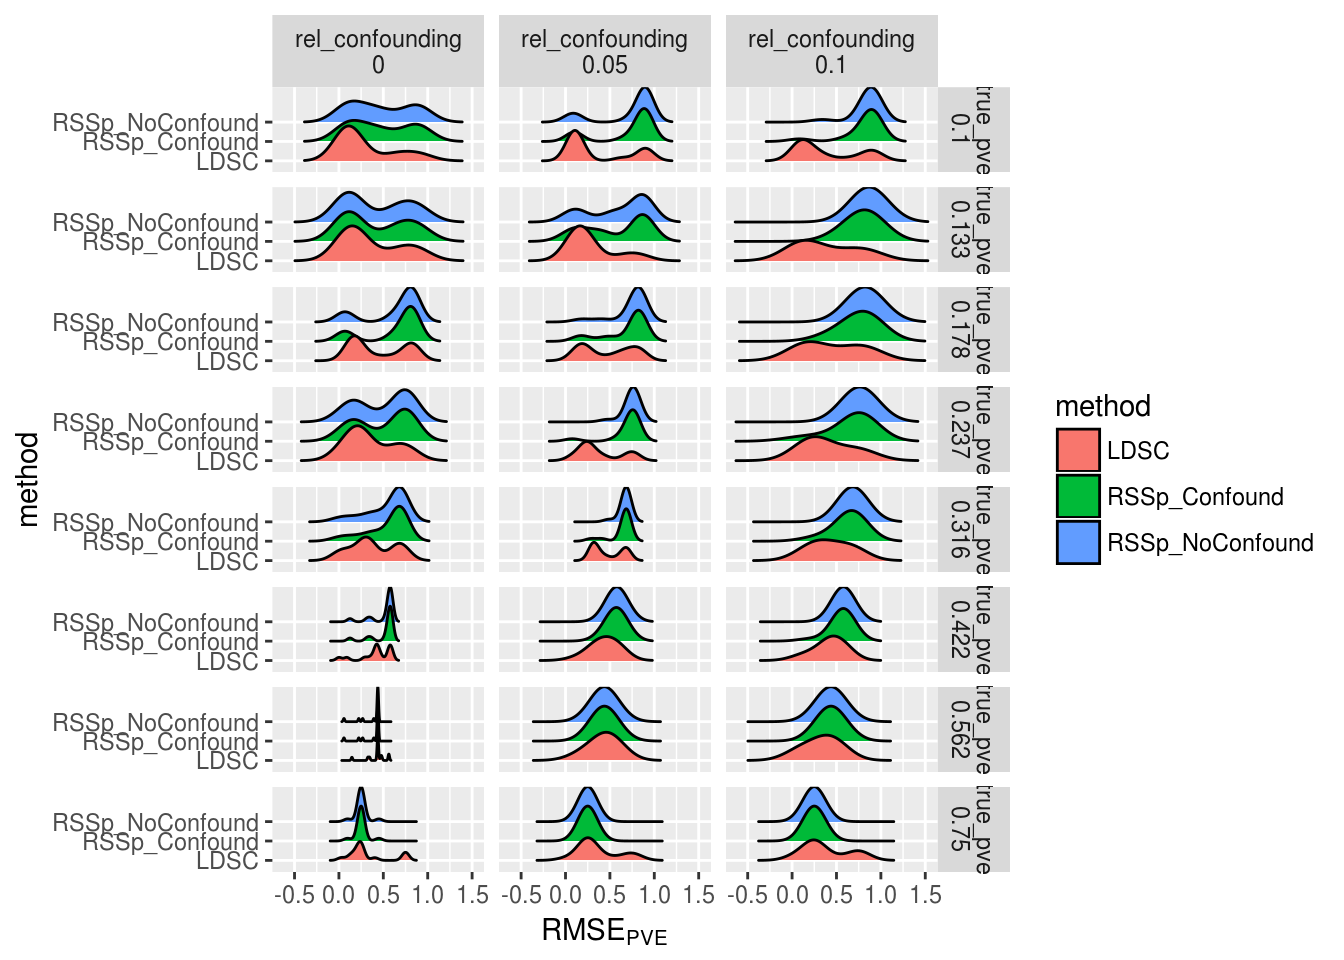 rel_confounding
0
rel_confounding
0.05
rel_confounding
0.1
RSSp_NoConfound
RSSp_Confound
LDSC
true_pve
0.1
RSSp_NoConfound
RSSp_Confound
LDSC
true_pve
0.133
RSSp_NoConfound
RSSp_Confound
LDSC
true_pve
0.178
RSSp_NoConfound
RSSp_Confound
LDSC
true_pve
0.237
RSSp_NoConfound
RSSp_Confound
LDSC
true_pve
0.316
RSSp_NoConfound
RSSp_Confound
LDSC
true_pve
0.422
RSSp_NoConfound
RSSp_Confound
LDSC
true_pve
0.562
RSSp_NoConfound
RSSp_Confound
LDSC
true_pve
0.75
method
-0.5 0.0 0.5 1.0 1.5
-0.5 0.0 0.5 1.0 1.5
-0.5 0.0 0.5 1.0 1.5
RMSE_PVE
method
LDSC
RSSp_Confound
RSSp_NoConfound